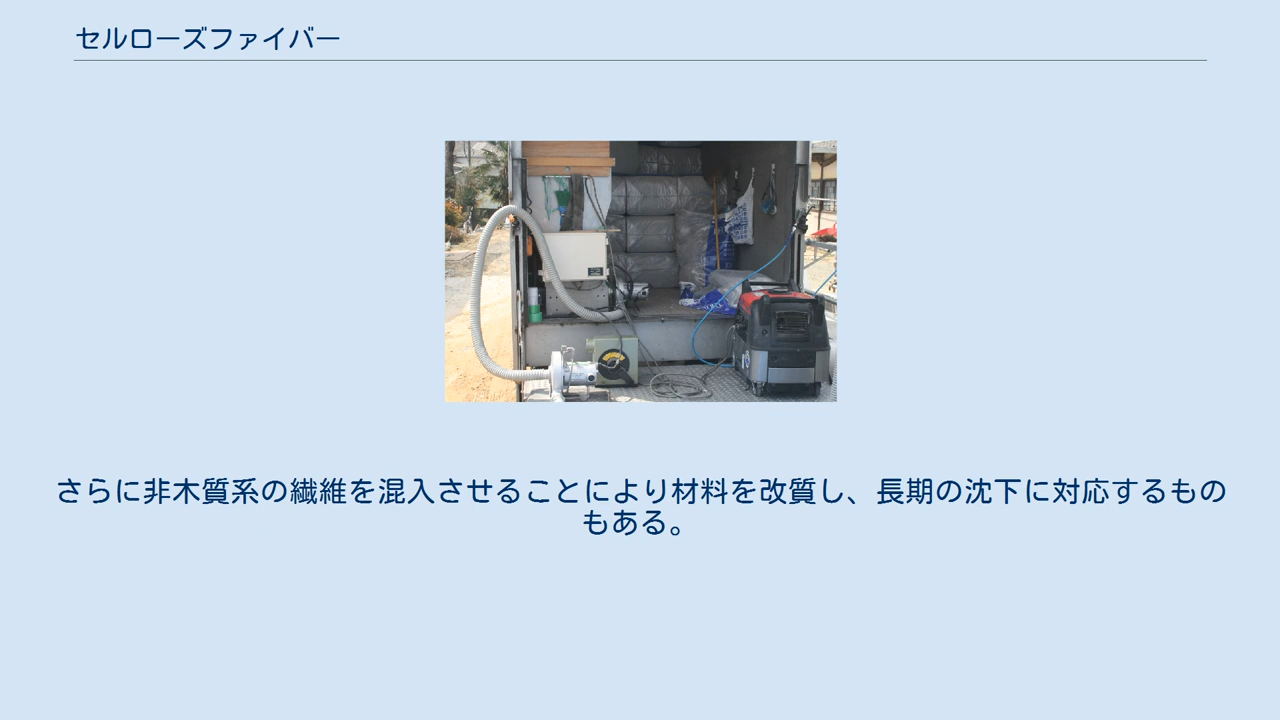 セルローズファイバー
さらに非木質系の繊維を混入させることにより材料を改質し、長期の沈下に対応するもの
もある。